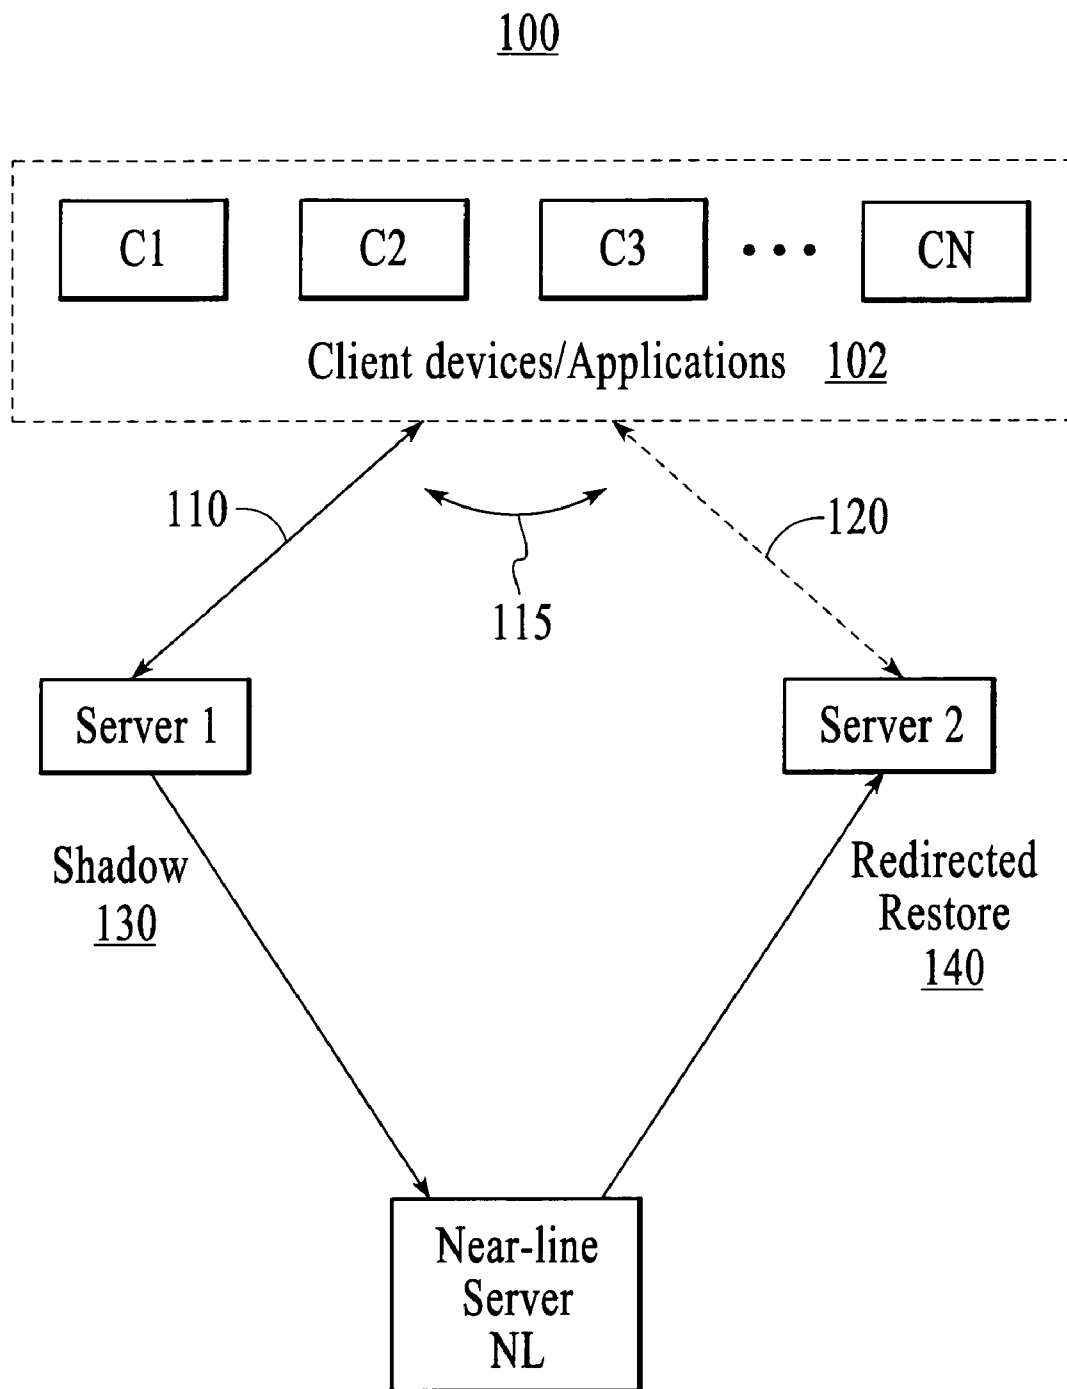 100
C1 C2 C3 ••• CN
Client devices/Applications 102
110
120
115
Server 1
Server 2
Shadow
130
Redirected
Restore
140
Near-line
Server
NL